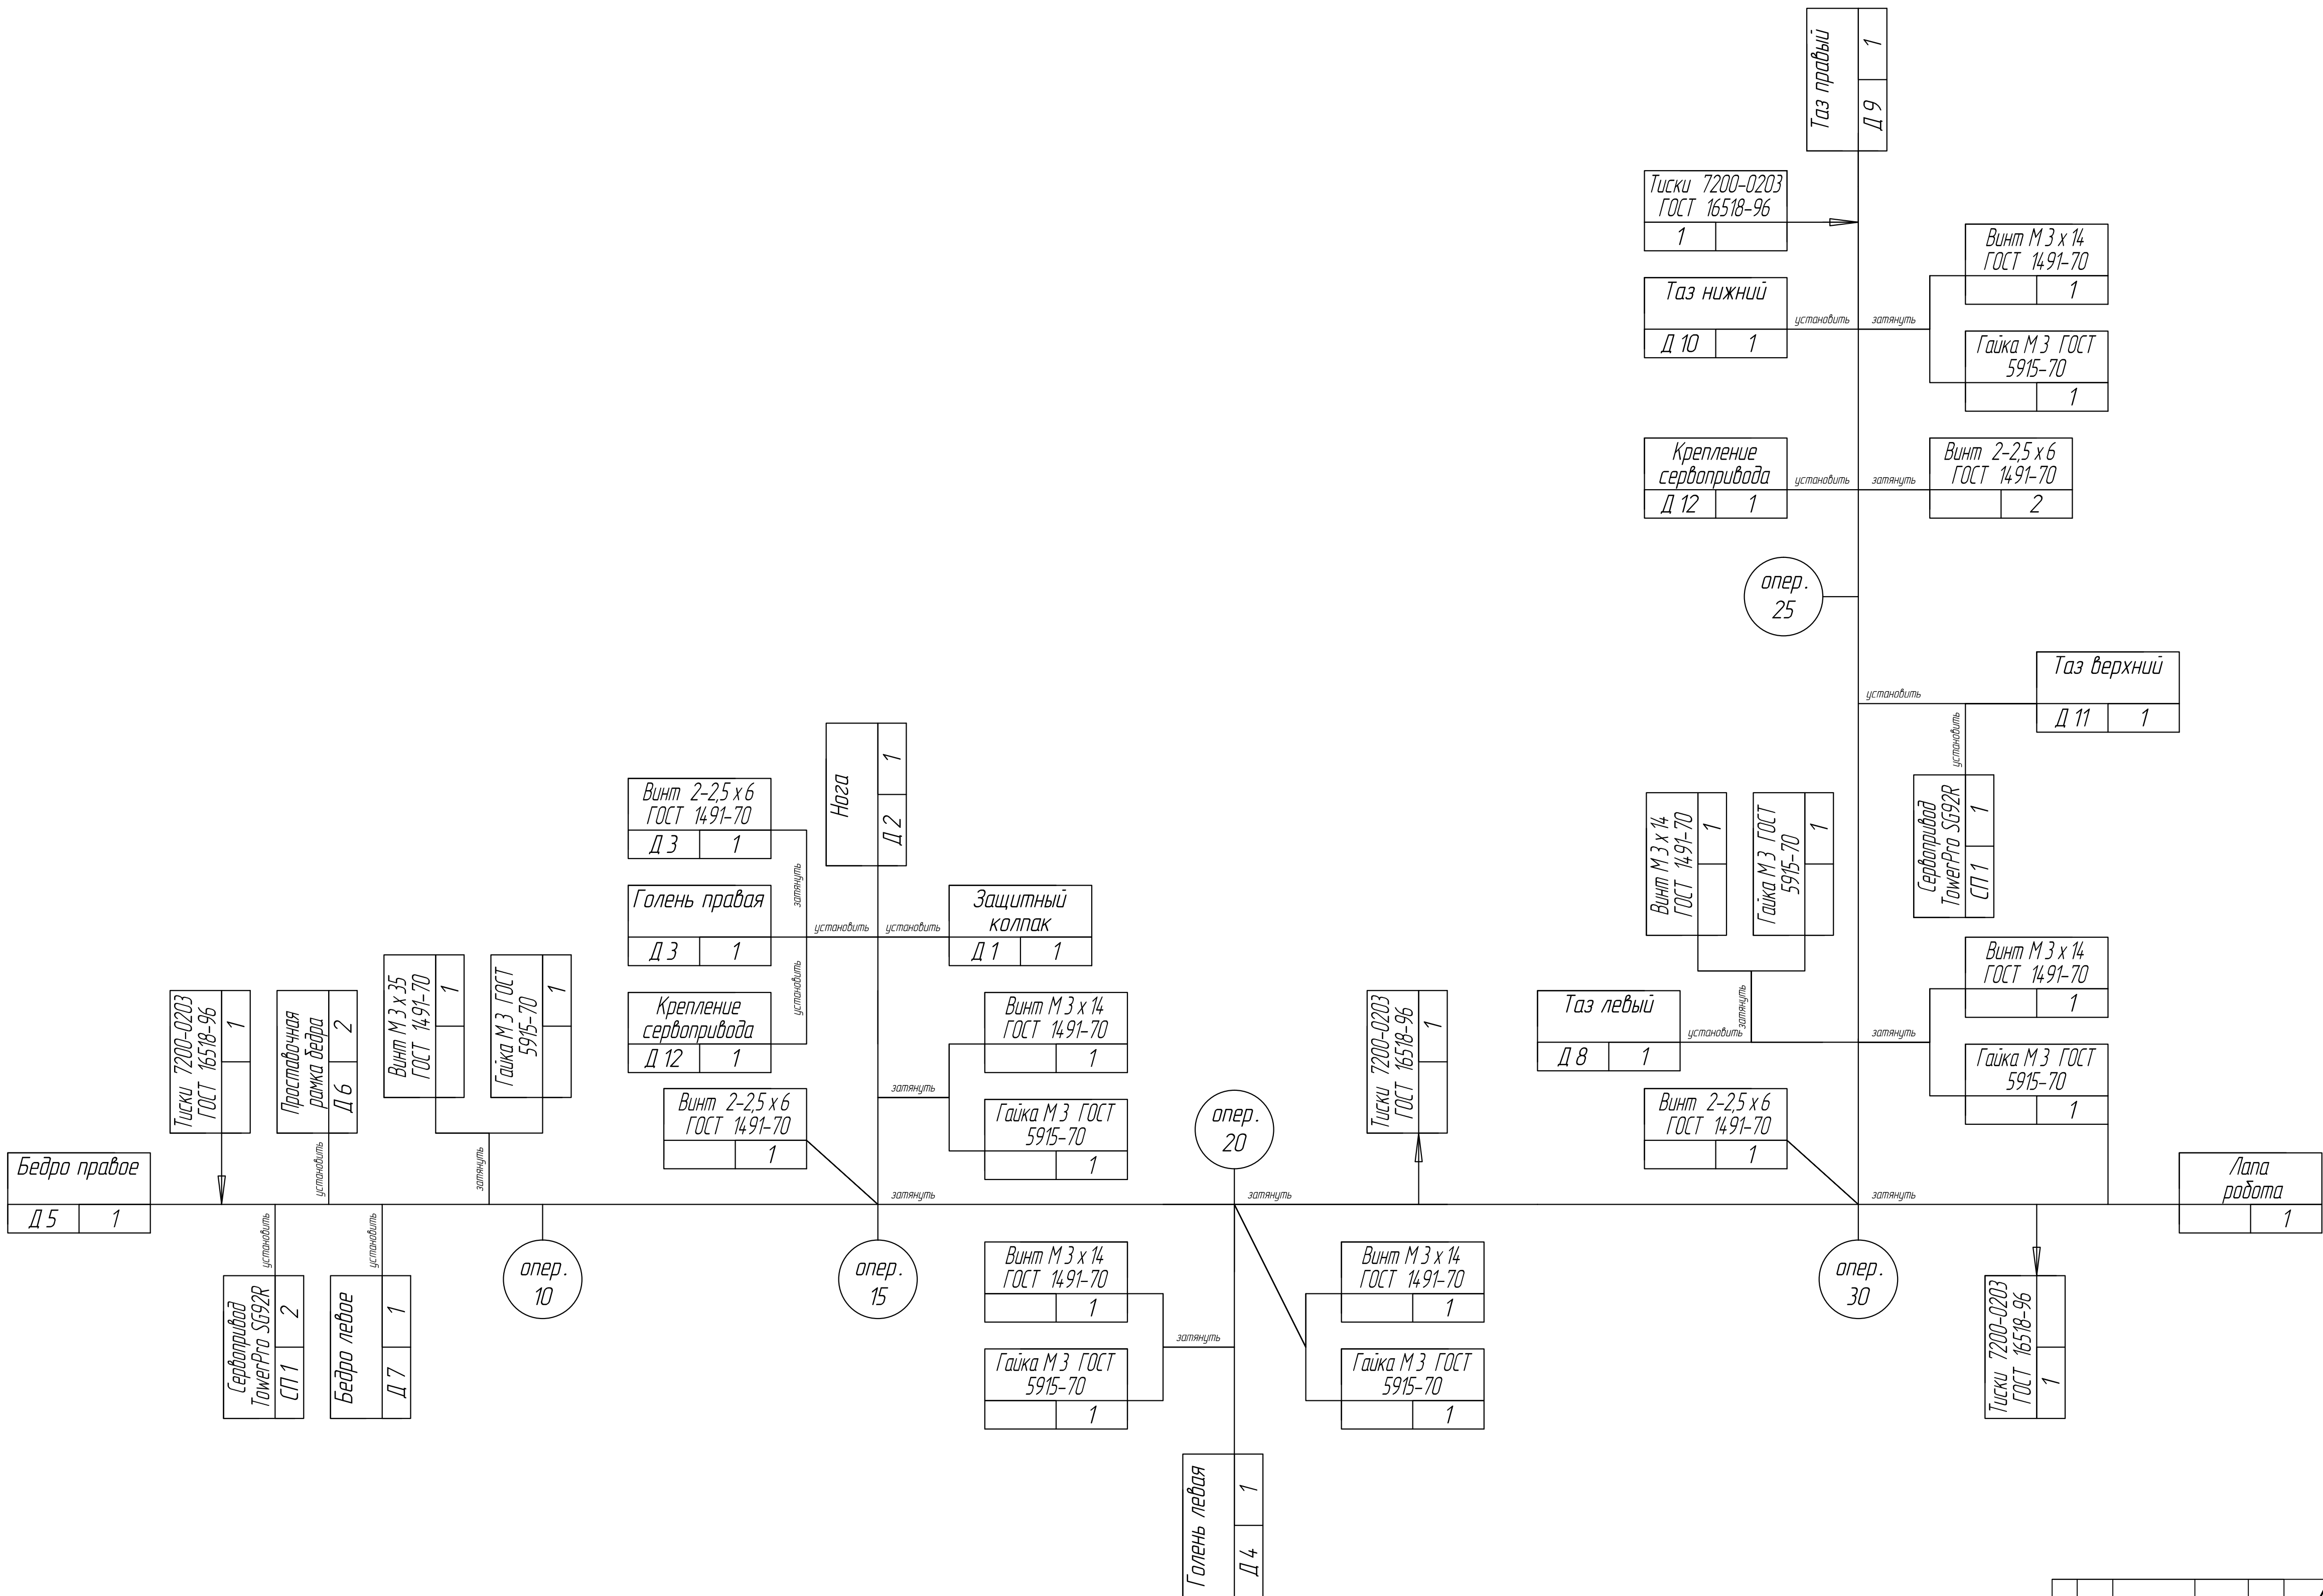 Таз правый
Д 9
1
Тиски 7200-0203
ГОСТ 16518-96
1
Винт М 3 х 14
ГОСТ 1491-70
1
Таз нижний
Д 10
1
установить
затянуть
Гайка М 3 ГОСТ
5915-70
1
Крепление
сервопривода
Д 12
1
установить
затянуть
Винт 2-2,5 х 6
ГОСТ 1491-70
2
опер.
25
Таз верхний
Д 11
1
установить
установить
Сервопривод
TowerPro SG92R
СП 1
1
Нога
Д 2
1
Винт 2-2,5 х 6
ГОСТ 1491-70
Д 3
1
затянуть
Голень правая
Д 3
1
установить
установить
Защитный
колпак
Д 1
1
Крепление
сервопривода
Д 12
1
установить
Винт М 3 х 14
ГОСТ 1491-70
1
затянуть
Гайка М 3 ГОСТ
5915-70
1
Винт 2-2,5 х 6
ГОСТ 1491-70
1
Винт М 3 х 14
ГОСТ 1491-70
1
Гайка М 3 ГОСТ
5915-70
1
затянуть
Таз левый
Д 8
1
установить
затянуть
Винт М 3 х 14
ГОСТ 1491-70
1
Гайка М 3 ГОСТ
5915-70
1
Винт 2-2,5 х 6
ГОСТ 1491-70
1
Тиски 7200-0203
ГОСТ 16518-96
1
Проставочная
рамка бедра
Д 6
2
установить
Винт М 3 х 35
ГОСТ 1491-70
1
Гайка М 3 ГОСТ
5915-70
1
затянуть
Тиски 7200-0203
ГОСТ 16518-96
1
опер.
20
Бедро правое
Д 5
1
затянуть
затянуть
затянуть
Лапа
робота
1
установить
Сервопривод
TowerPro SG92R
СП 1
2
установить
Бедро левое
Д 7
1
опер.
10
опер.
15
Винт М 3 х 14
ГОСТ 1491-70
1
Гайка М 3 ГОСТ
5915-70
1
затянуть
Винт М 3 х 14
ГОСТ 1491-70
1
Гайка М 3 ГОСТ
5915-70
1
опер.
30
Тиски 7200-0203
ГОСТ 16518-96
1
Голень левая
Д 4
1